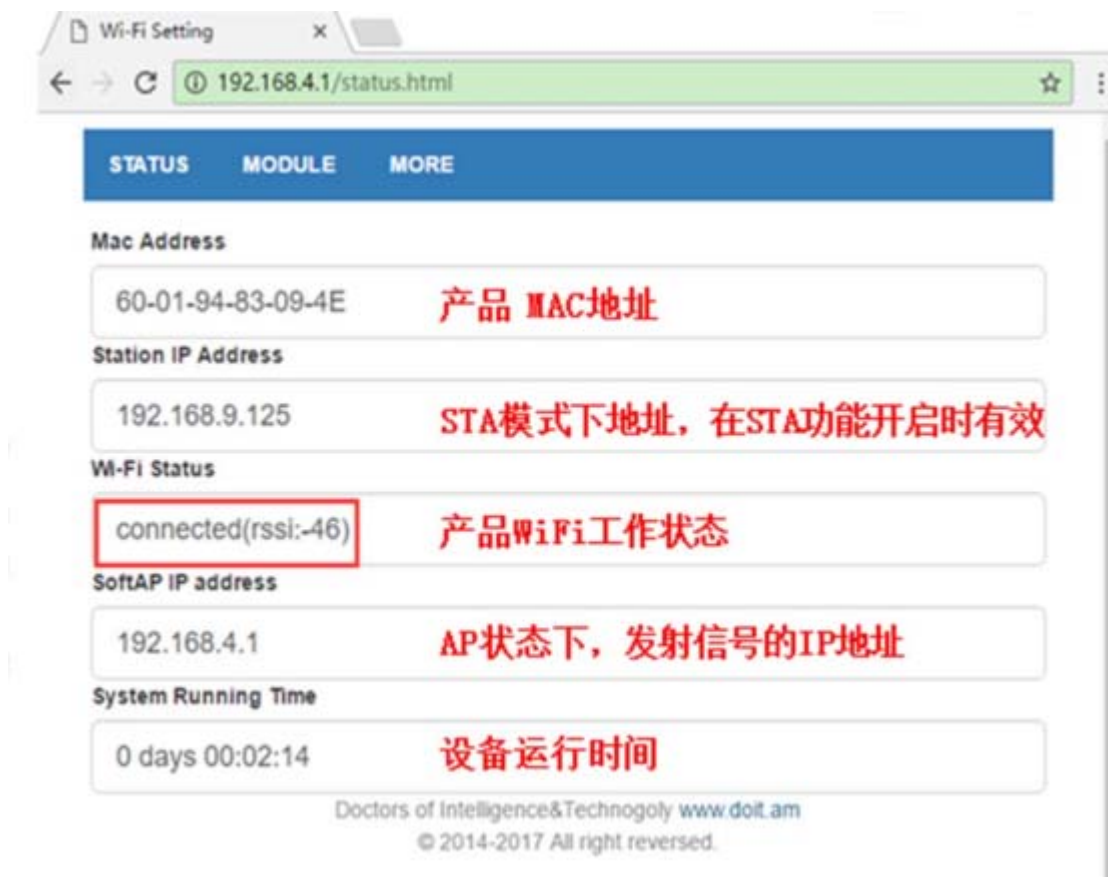 Wi-Fi Setting
192.168.4.1/status.html
STATUS MODULE MORE
Mac Address
60-01-94-83-09-4E 产品 MAC地址
Station IP Address
192.168.9.125 STA模式下地址，在STA功能开启时有效
Wi-Fi Status
connected(rssi:-46) 产品WiFi工作状态
SoftAP IP address
192.168.4.1 AP状态下，发射信号的IP地址
System Running Time
0 days 00:02:14 设备运行时间
Doctors of Intelligence&Technogoly www.doit.am
© 2014-2017 All right reversed.